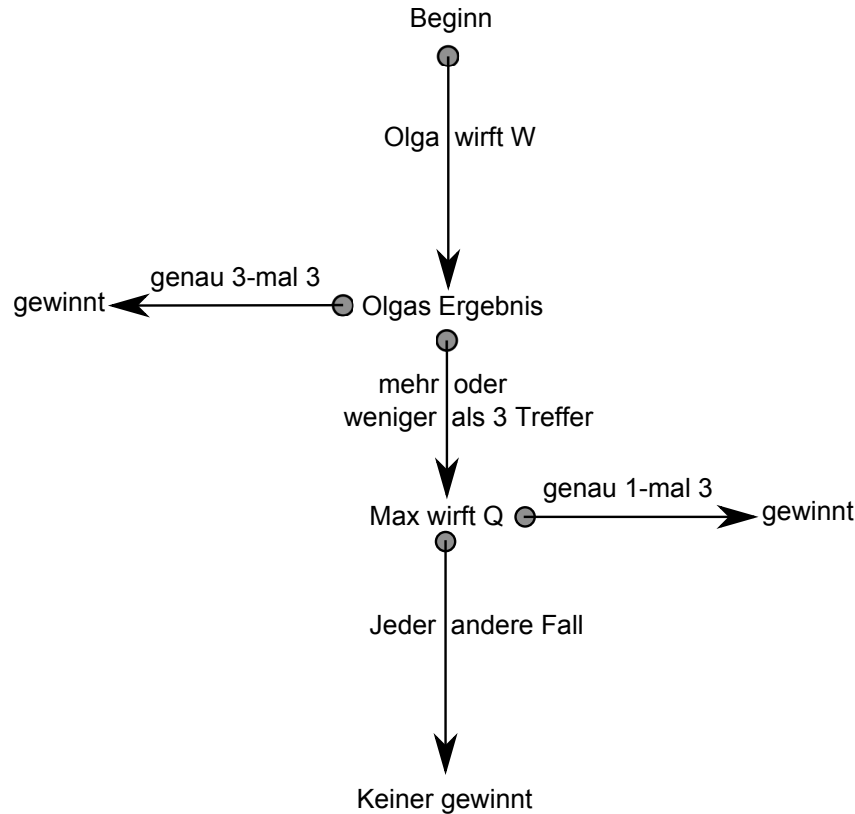 Beginn
Olga wirft W
genau 3-mal 3
gewinnt
Olgas Ergebnis
mehr oder
weniger als 3 Treffer
genau 1-mal 3
Max wirft Q
gewinnt
Jeder andere Fall
Keiner gewinnt